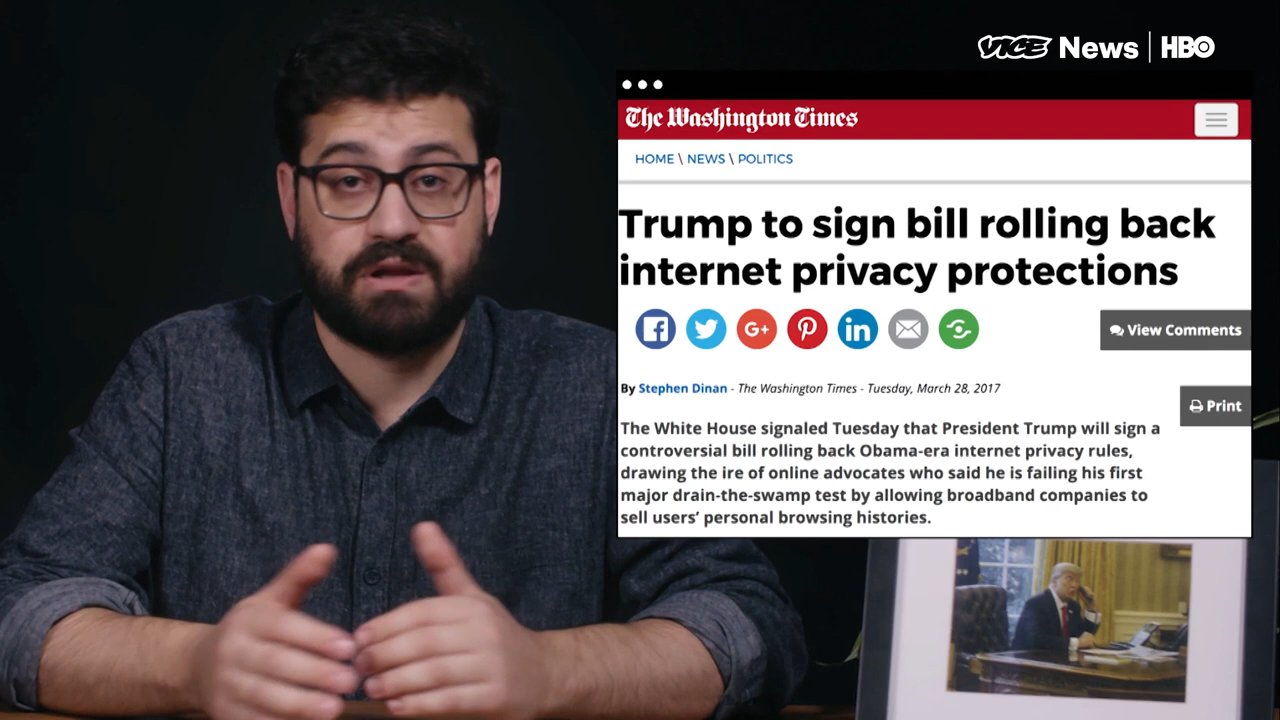 VICE News | HBO
The Washington Times
HOME \ NEWS \ POLITICS
Trump to sign bill rolling back
internet privacy protections
View Comments
By Stephen Dinan - The Washington Times - Tuesday, March 28, 2017
Print
The White House signaled Tuesday that President Trump will sign a
controversial bill rolling back Obama-era internet privacy rules,
drawing the ire of online advocates who said he is failing his first
major drain-the-swamp test by allowing broadband companies to
sell users’ personal browsing histories.